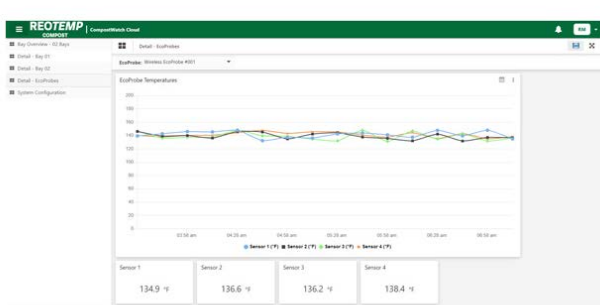 REOTEMP
COMPOST
CompostWatch Cloud
RM
Bay Overview - 02 Bays
Detail - Bay 01
Detail - Bay 02
Detail - EcoProbes
System Configuration
Detail - EcoProbes
EcoProbe: Wireless EcoProbe #001
EcoProbe Temperatures
200
180
160
140
120
100
80
60
40
20
0
03:58 am 04:28 am 04:58 am 05:28 am 05:58 am 06:28 am 06:58 am
Sensor 1 (°F) Sensor 2 (°F) Sensor 3 (°F) Sensor 4 (°F)
Sensor 1 Sensor 2 Sensor 3 Sensor 4
134.9 °F 136.6 °F 136.2 °F 138.4 °F